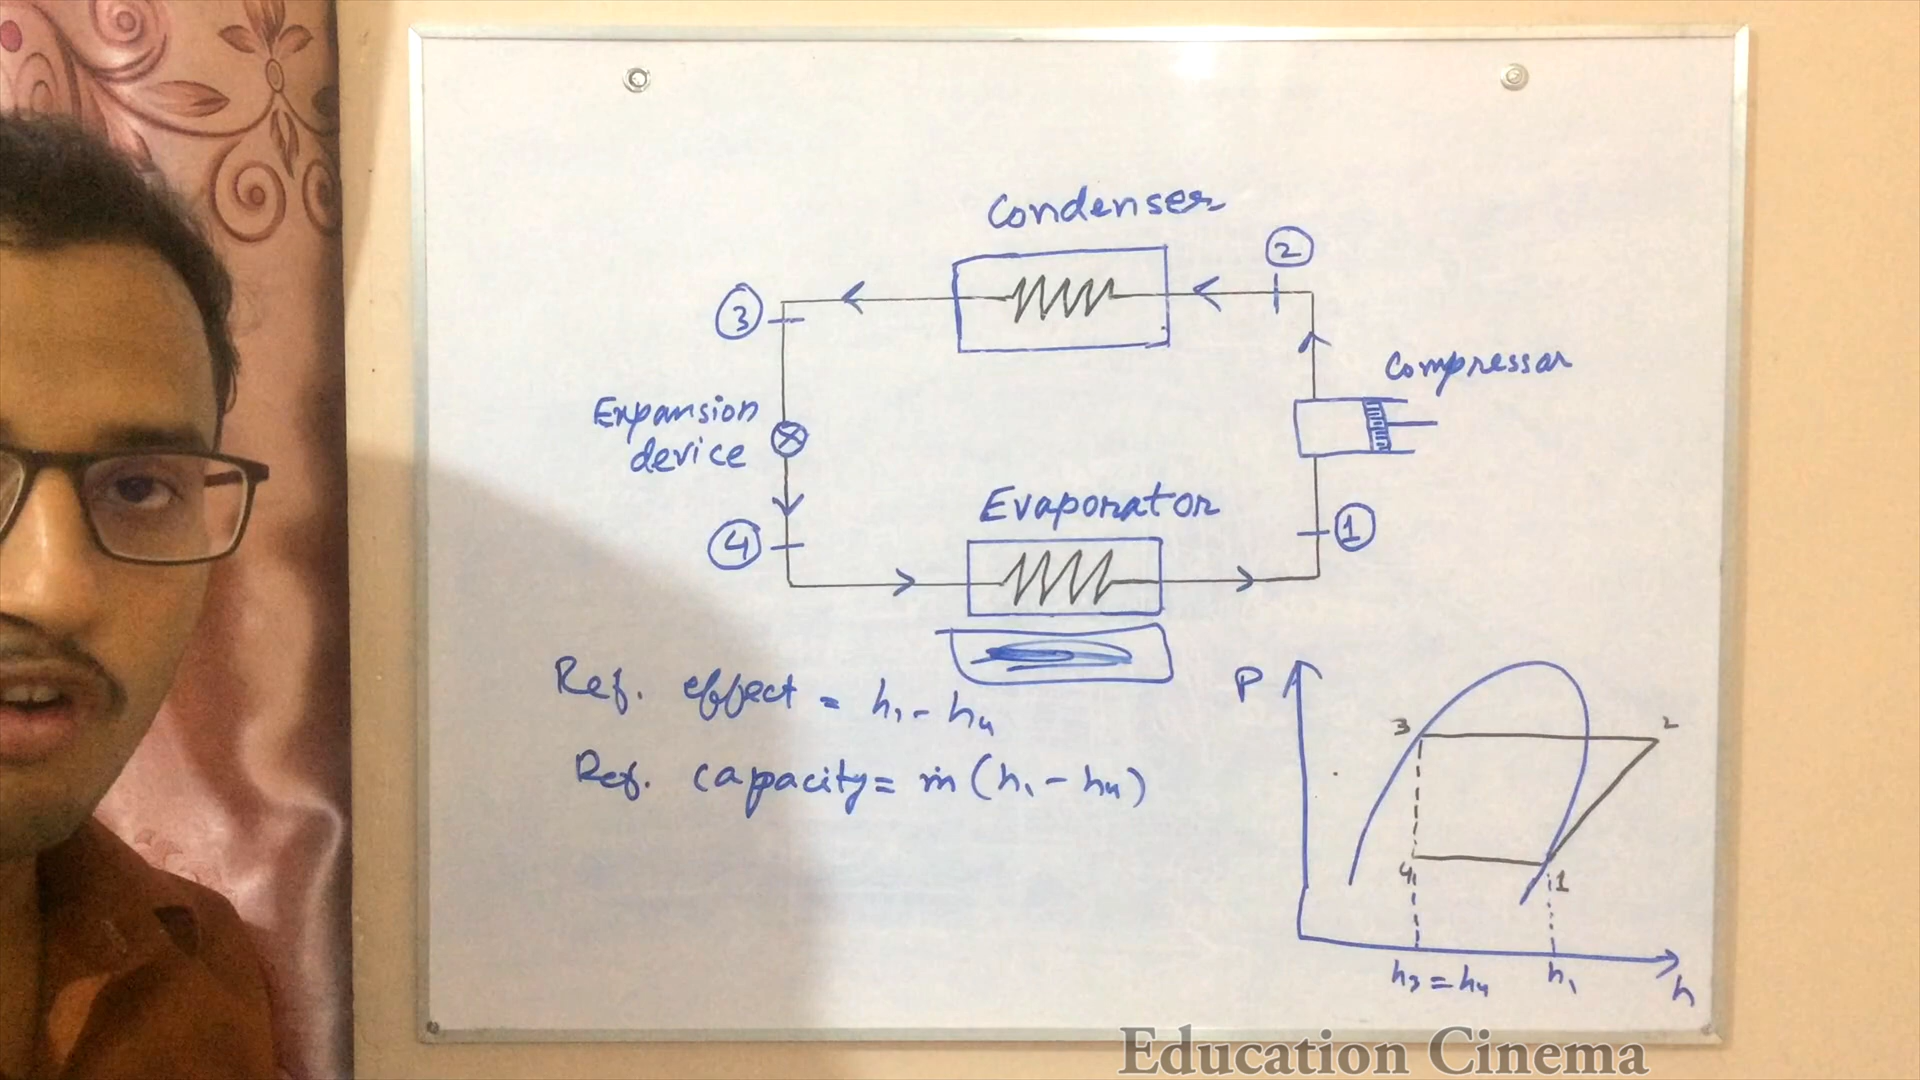 Condenser
2
3
Compressor
Expansion
device
Evaporator
4
1
Ref. effect = h₁ - h₄
Ref. capacity = ṁ (h₁ - h₄)
P
3
2
4
1
h₃ = h₄
h₁
h
Education Cinema